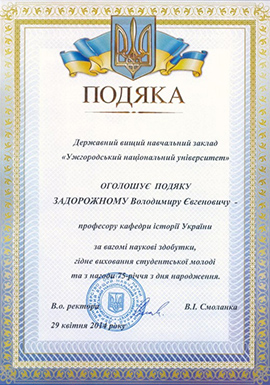 ПОДЯКА
Державний вищий навчальний заклад
«Ужгородський національний університет»
ОГОЛОШУЄ ПОДЯКУ
ЗАДОРОЖНОМУ Володимиру Євгеновичу -
професору кафедри історії України
за вагомі наукові здобутки,
гідне виховання студентської молоді
та з нагоди 75-річчя з дня народження.
В.о. ректора В.І. Смоланка
29 квітня року